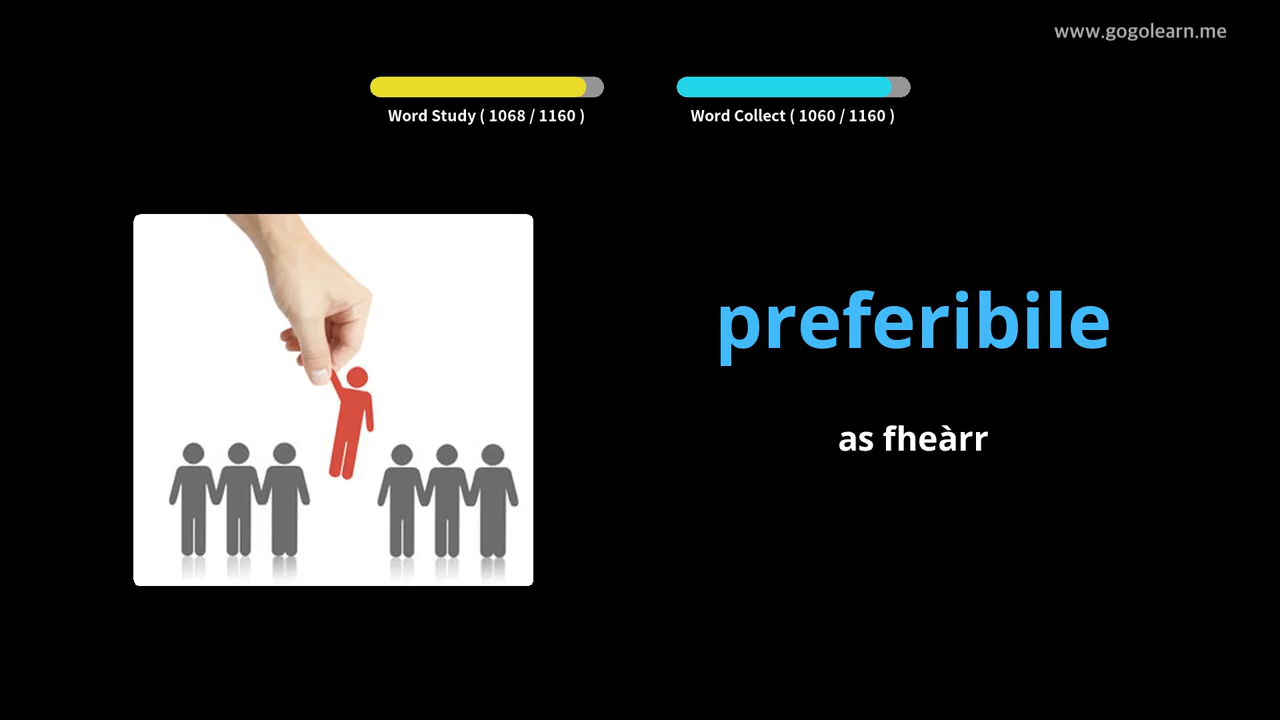 www.gogolearn.me
Word Study ( 1068 / 1160 )
Word Collect ( 1060 / 1160 )
preferibile
as fheàrr